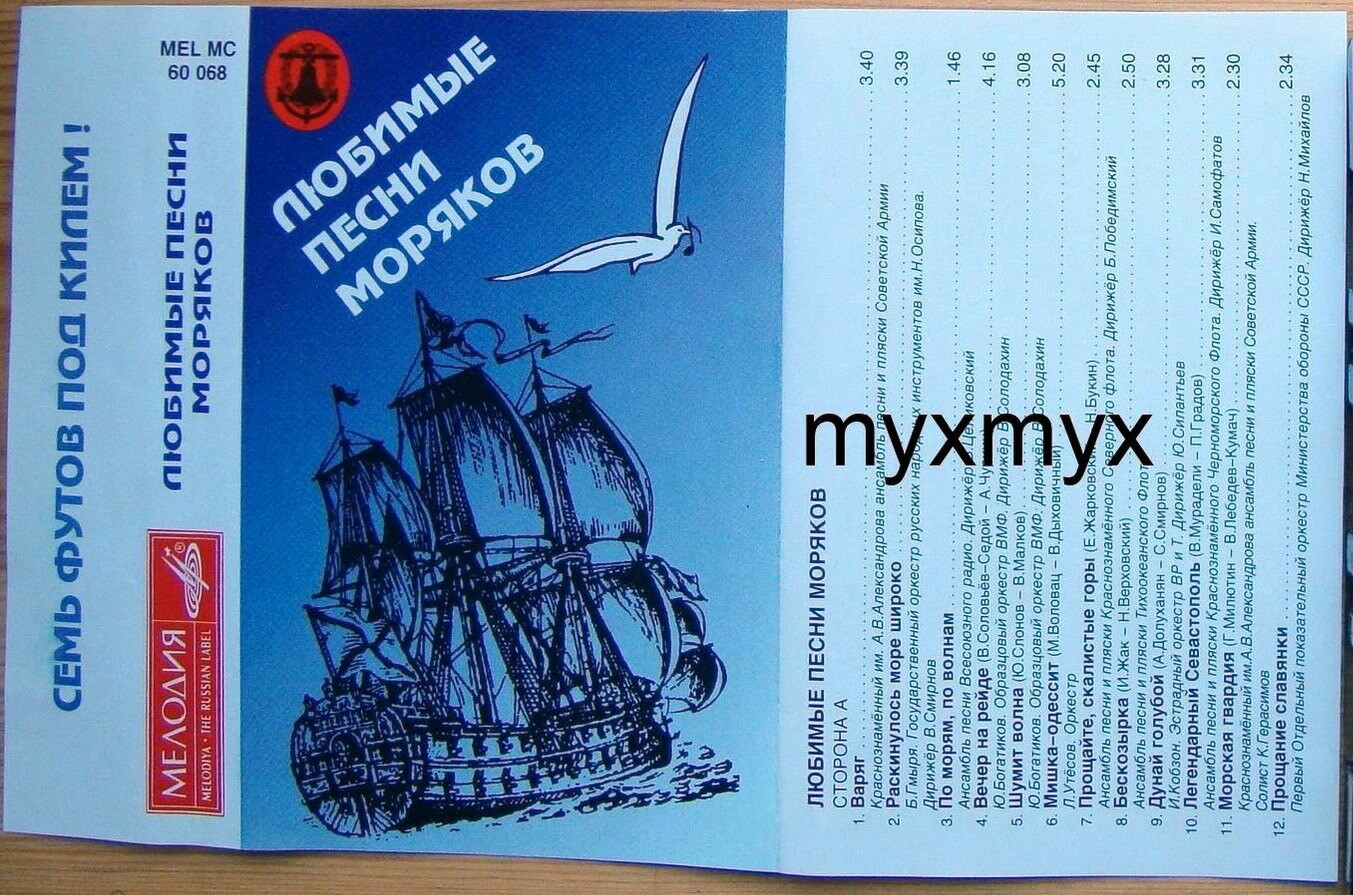 СЕМЬ ФУТОВ ПОД КИЛЕМ !
MEL MC
60 068
ЛЮБИМЫЕ ПЕСНИ
МОРЯКОВ
МЕЛОДИЯ
MELODIYA · THE RUSSIAN LABEL
ЛЮБИМЫЕ
ПЕСНИ
МОРЯКОВ
myxmyx
ЛЮБИМЫЕ ПЕСНИ МОРЯКОВ
СТОРОНА А
1. Варяг 3.40
Краснознамённый им. А.В.Александрова ансамбль песни и пляски Советской Армии
2. Раскинулось море широко 3.39
Б.Гмыря. Государственный оркестр русских народных инструментов им.Н.Осипова.
Дирижёр В.Смирнов
3. По морям, по волнам 1.46
Ансамбль песни Всесоюзного радио. Дирижёр
4. Вечер на рейде (В.Соловьёв–Седой – 4.16
Ю.Богатиков. Образцовый оркестр ВМФ. Дирижёр Володахин
5. Шумит волна (Ю.Слонов – В.Малков) 3.08
Ю.Богатиков. Образцовый оркестр ВМФ. Володахин
6. Мишка–одессит (М.Воловац – В.Дыховичный) 5.20
Л.Утёсов. Оркестр
7. Прощайте, скалистые горы (Е.Жарковский Н.Букин) 2.45
Ансамбль песни и пляски Краснознамённого Северного флота. Дирижёр Б.Победимский
8. Бескозырка (И.Жак – Н.Верховский) 2.50
Ансамбль песни и пляски Тихоокеанского Флота
9. Дунай голубой (А.Долуханян – С.Смирнов) 3.28
И.Кобзон. Эстрадный оркестр ВР и Т. Дирижёр Ю.Силантьев
10. Легендарный Севастополь (В.Мурадели – П.Градов) 3.31
Ансамбль песни и пляски Краснознамённого Черноморского Флота. Дирижёр И.Самофатов
11. Морская гвардия (Г.Милютин – В.Лебедев–Кумач) 2.30
Краснознамённый им.А.В.Александрова ансамбль песни и пляски Советской Армии.
Солист К.Герасимов
12. Прощание славянки 2.34
Первый Отдельный показательный оркестр Министерства обороны СССР. Дирижёр Н.Михайлов